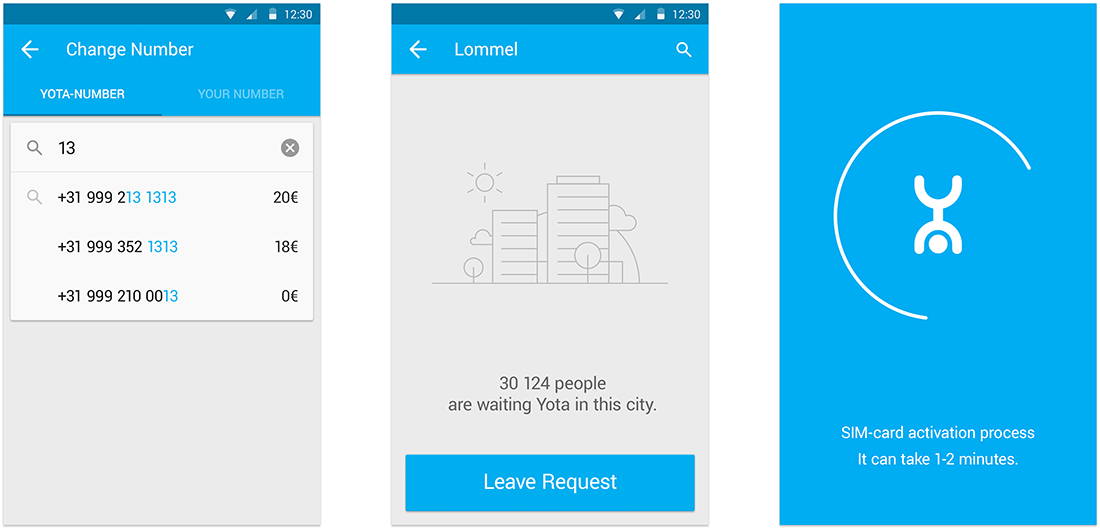 12:30
Change Number
YOTA-NUMBER YOUR NUMBER
13
+31 999 213 1313 20€
+31 999 352 1313 18€
+31 999 210 0013 0€
12:30
Lommel
30 124 people
are waiting Yota in this city.
Leave Request
SIM-card activation process
It can take 1-2 minutes.